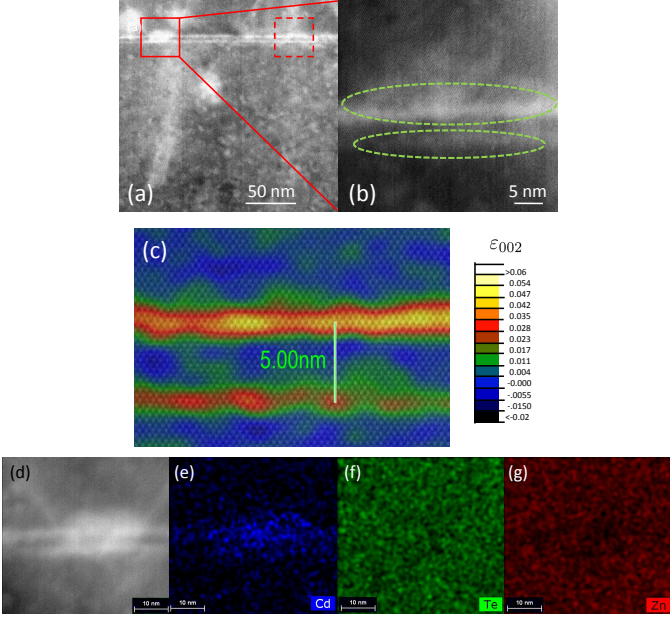 (a)
50 nm
(b)
5 nm
(c)
5.00nm
ε002
>0.06
0.054
0.047
0.042
0.035
0.028
0.023
0.017
0.011
0.004
-0.000
-.0055
-.0150
<-0.02
(d)
10 nm
(e)
10 nm
Cd
(f)
10 nm
Te
(g)
10 nm
Zn